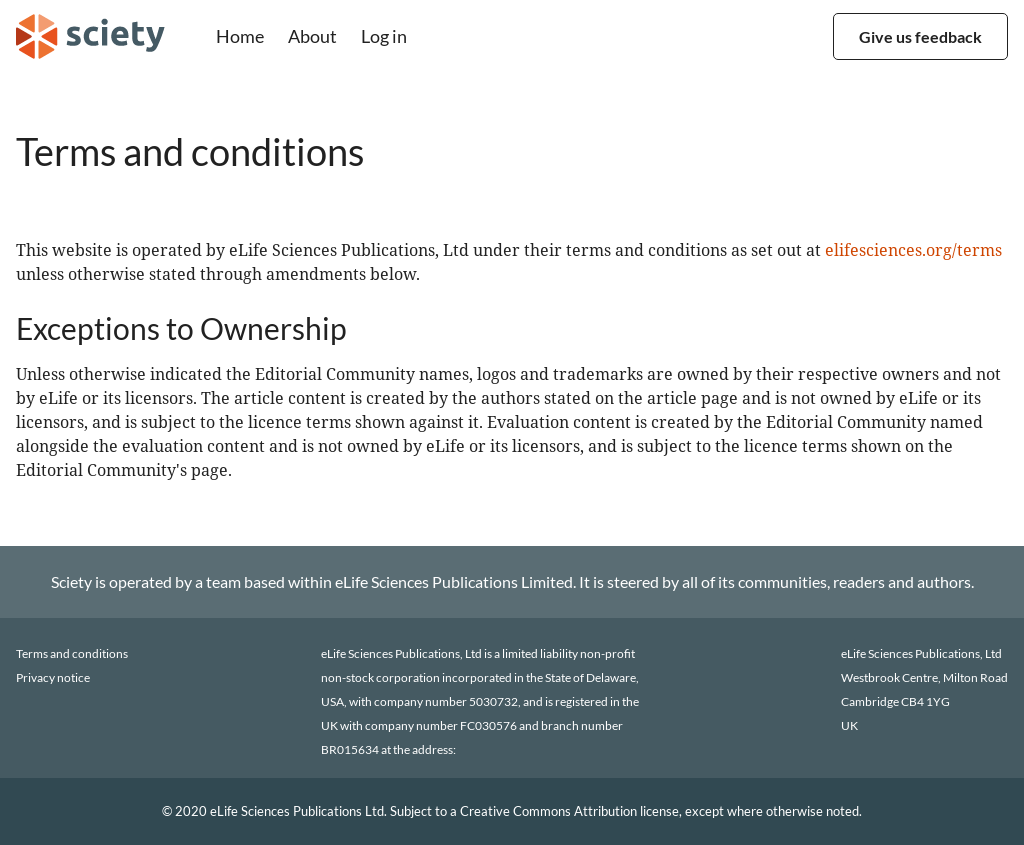 sciety
Home About Log in
Give us feedback
Terms and conditions
This website is operated by eLife Sciences Publications, Ltd under their terms and conditions as set out at elifesciences.org/terms
unless otherwise stated through amendments below.
Exceptions to Ownership
Unless otherwise indicated the Editorial Community names, logos and trademarks are owned by their respective owners and not
by eLife or its licensors. The article content is created by the authors stated on the article page and is not owned by eLife or its
licensors, and is subject to the licence terms shown against it. Evaluation content is created by the Editorial Community named
alongside the evaluation content and is not owned by eLife or its licensors, and is subject to the licence terms shown on the
Editorial Community's page.
Sciety is operated by a team based within eLife Sciences Publications Limited. It is steered by all of its communities, readers and authors.
Terms and conditions
Privacy notice
eLife Sciences Publications, Ltd is a limited liability non-profit
non-stock corporation incorporated in the State of Delaware,
USA, with company number 5030732, and is registered in the
UK with company number FC030576 and branch number
BR015634 at the address:
eLife Sciences Publications, Ltd
Westbrook Centre, Milton Road
Cambridge CB4 1YG
UK
© 2020 eLife Sciences Publications Ltd. Subject to a Creative Commons Attribution license, except where otherwise noted.